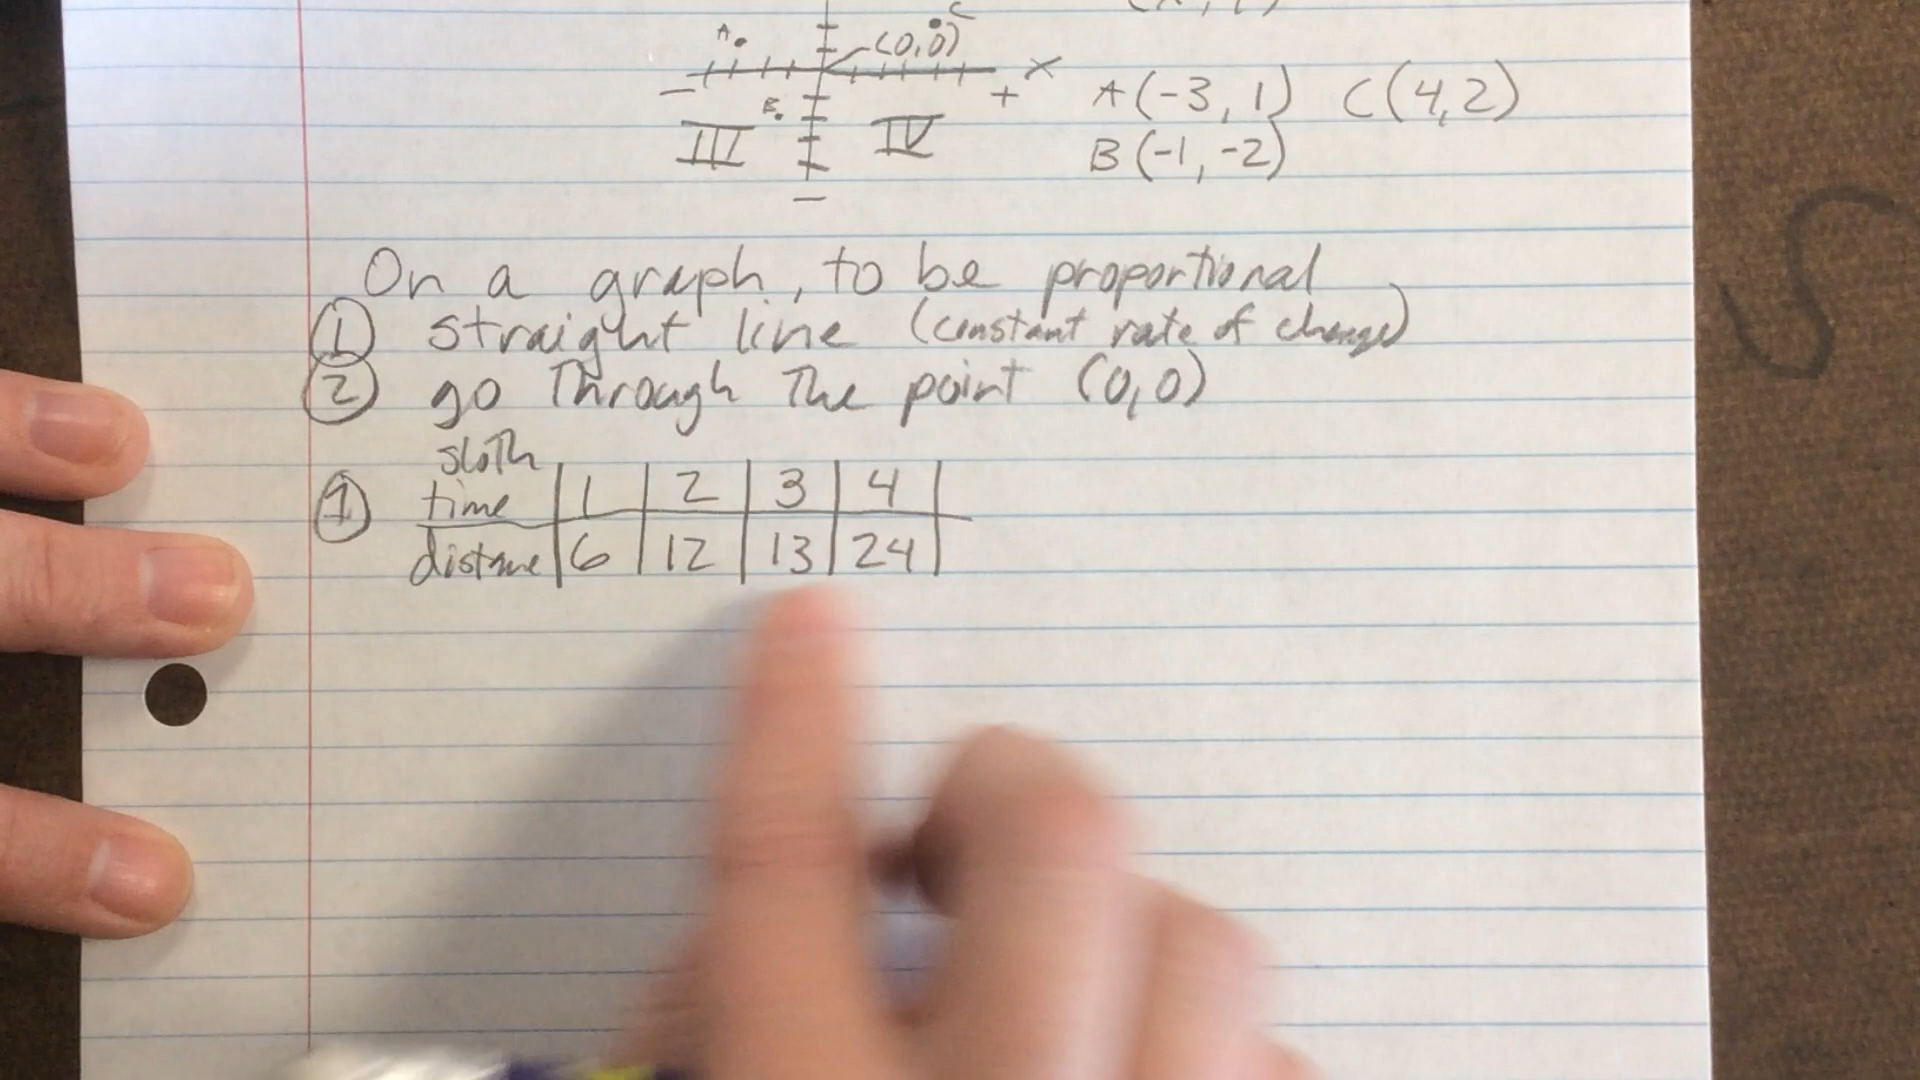 A
C
(0,0)
X
-
+
B
III
IV
A(-3, 1) C(4,2)
B(-1, -2)
On a graph, to be proportional
① straight line (constant rate of change)
② go through the point (0,0)
sloth
① time 1 2 3 4
distance 6 12 13 24